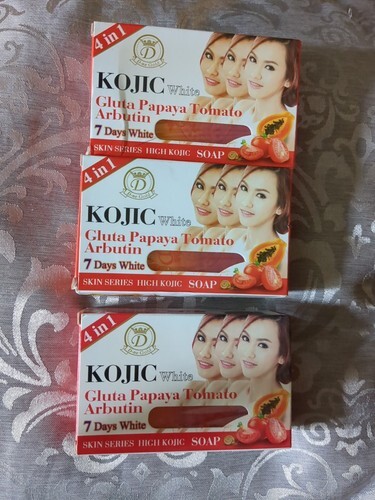 4 in 1
D
KOJIC White
Gluta Papaya Tomato
Arbutin
7 Days White
SKIN SERIES HIGH KOJIC SOAP
4 in 1
D
KOJIC White
Gluta Papaya Tomato
Arbutin
7 Days White
SKIN SERIES HIGH KOJIC SOAP
4 in 1
D
KOJIC White
Gluta Papaya Tomato
Arbutin
7 Days White
SKIN SERIES HIGH KOJIC SOAP